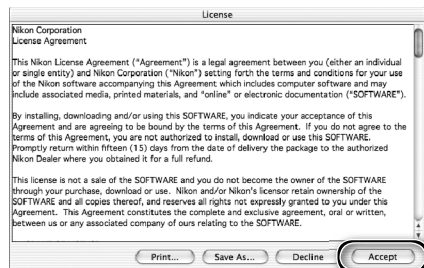 License
Nikon Corporation
License Agreement
This Nikon License Agreement ("Agreement") is a legal agreement between you (either an individual
or single entity) and Nikon Corporation ("Nikon") setting forth the terms and conditions for your use
of the Nikon software accompanying this Agreement which includes computer software and may
include associated media, printed materials, and "online" or electronic documentation ("SOFTWARE").
By installing, downloading and/or using this SOFTWARE, you indicate your acceptance of this
Agreement and are agreeing to be bound by the terms of this Agreement. If you do not agree to the
terms of this Agreement, you are not authorized to install, download or use this SOFTWARE.
Promptly return within fifteen (15) days from the date of delivery the package to the authorized
Nikon Dealer where you obtained it for a full refund.
This license is not a sale of the SOFTWARE and you do not become the owner of the SOFTWARE
through your purchase, download or use. Nikon and/or Nikon's licensor retain ownership of the
SOFTWARE and all copies thereof, and reserves all rights not expressly granted to you under this
Agreement. This Agreement constitutes the complete and exclusive agreement, oral or written,
between us or any associated company of ours relating to the SOFTWARE.
Print... Save As... Decline Accept